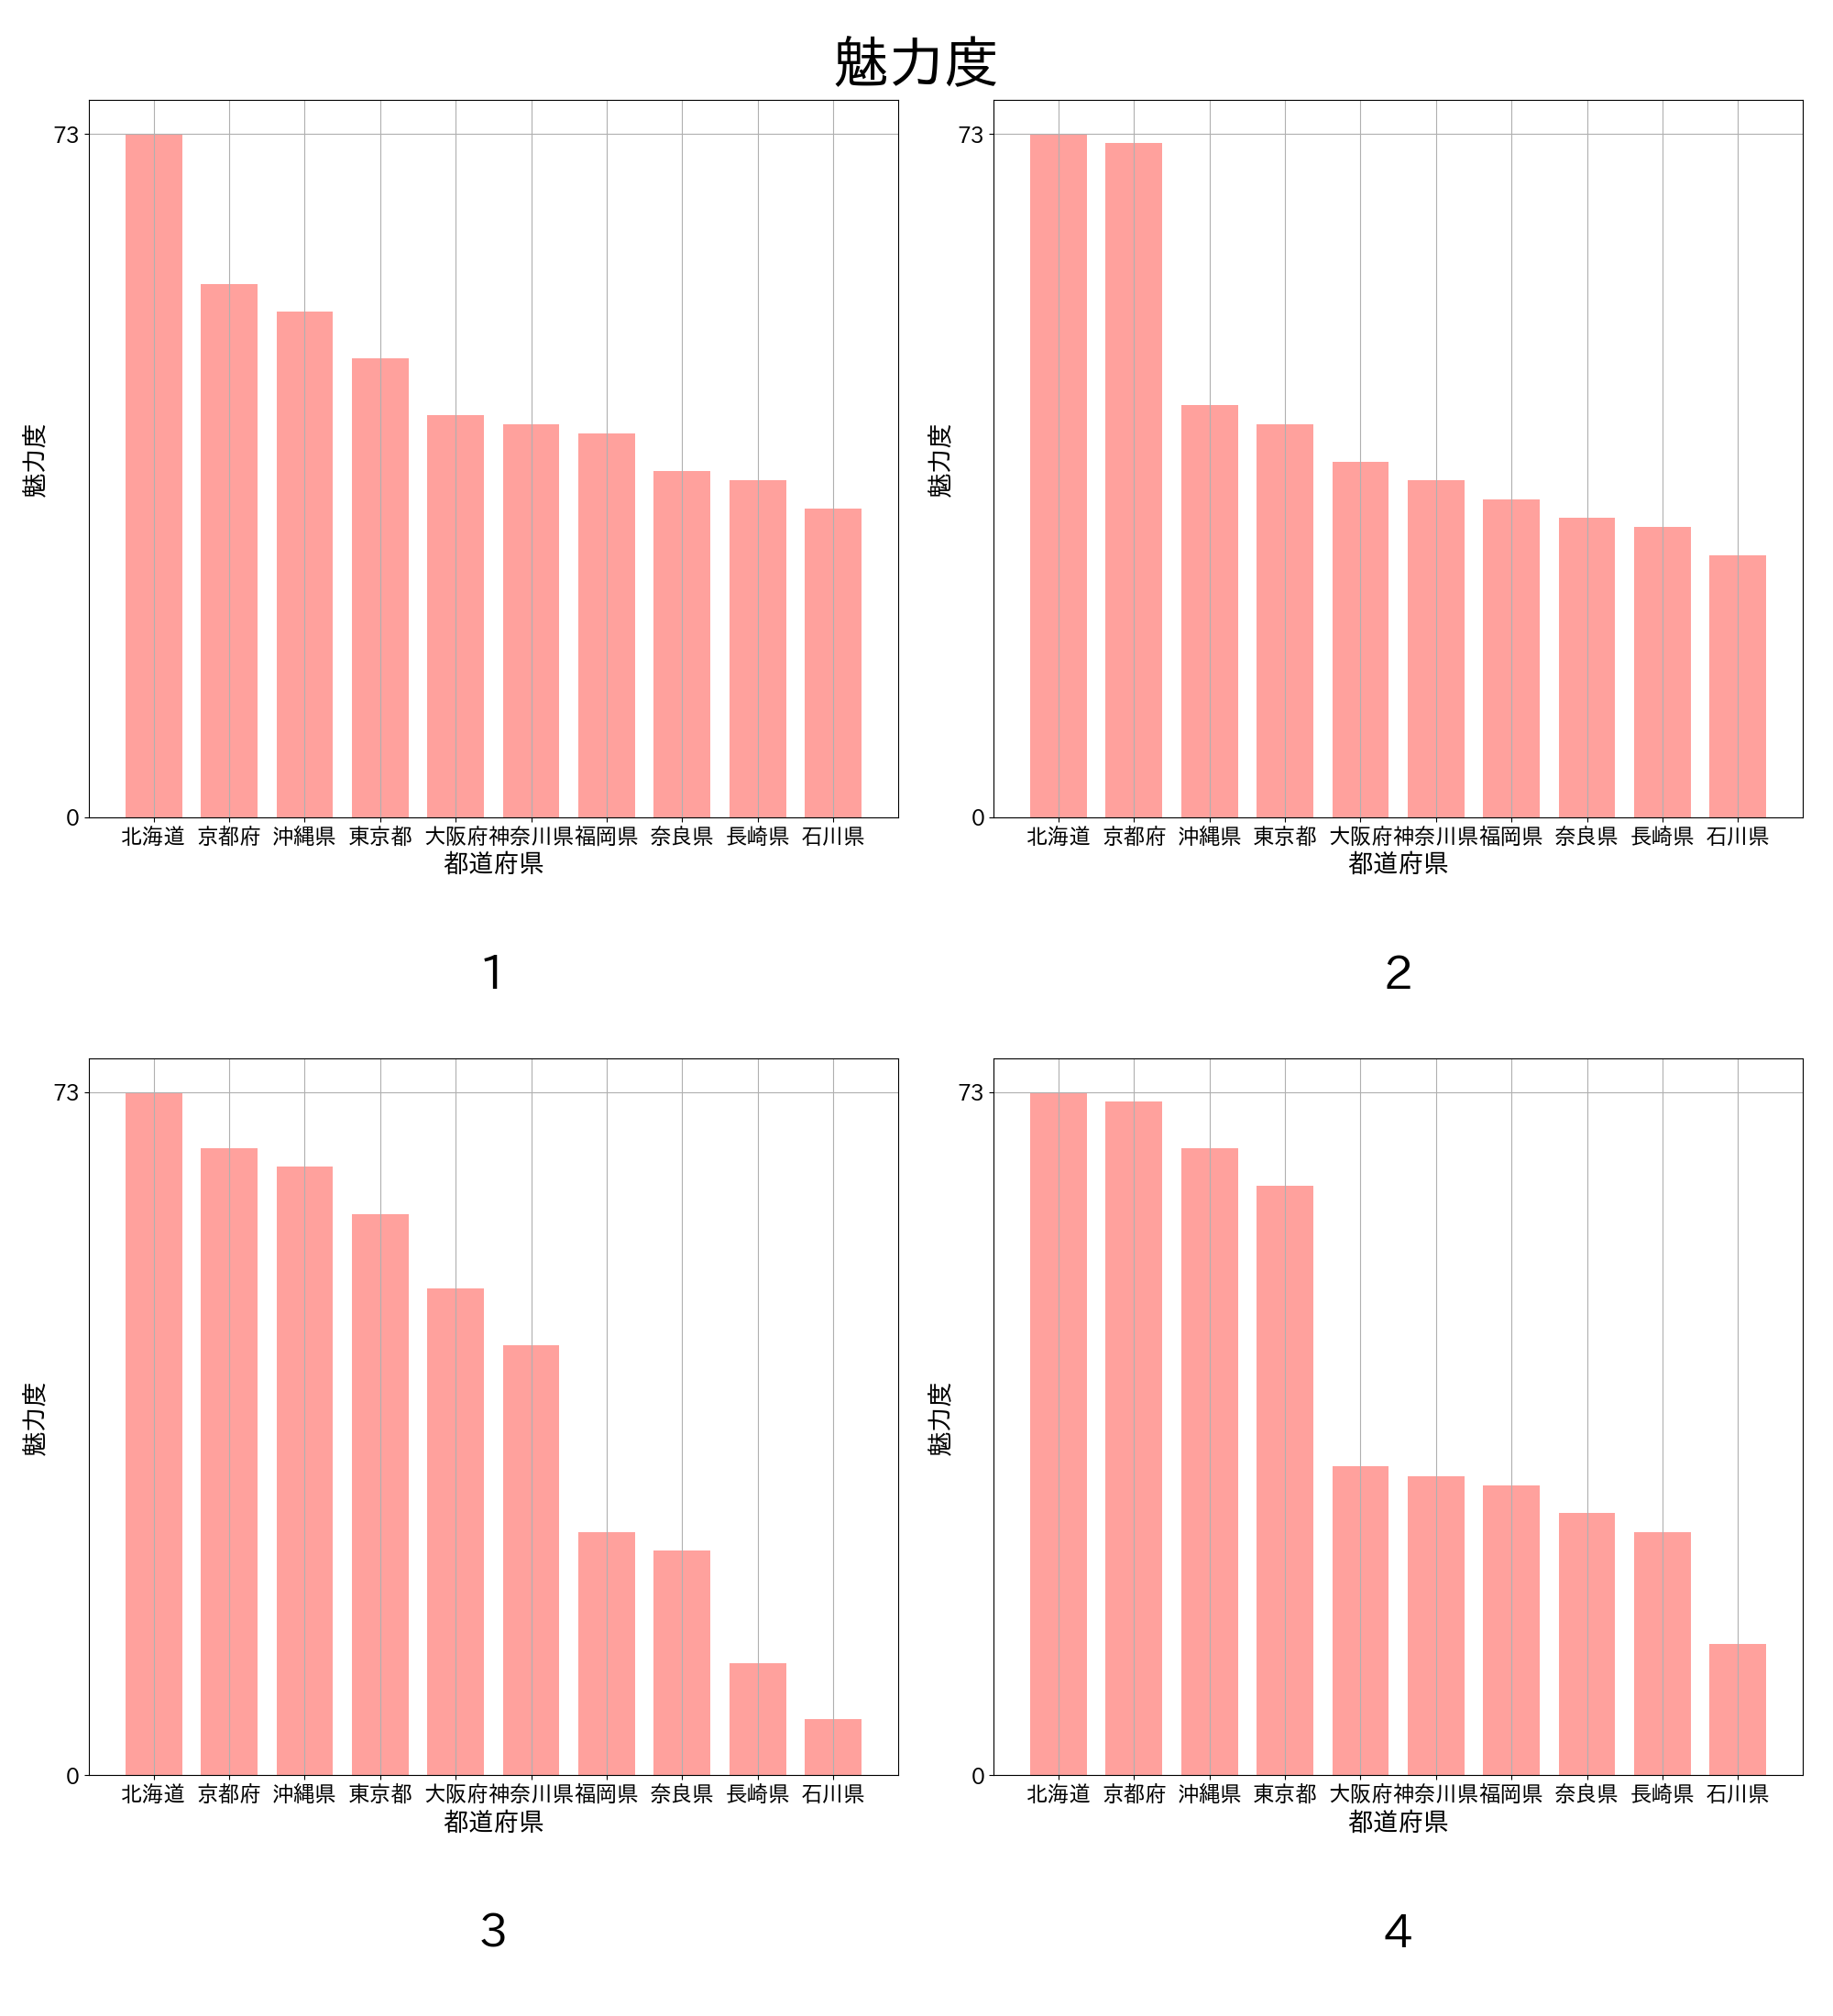 魅力度
73
0
魅力度
北海道 京都府 沖縄県 東京都 大阪府 神奈川県 福岡県 奈良県 長崎県 石川県
都道府県
1
73
0
魅力度
北海道 京都府 沖縄県 東京都 大阪府 神奈川県 福岡県 奈良県 長崎県 石川県
都道府県
2
73
0
魅力度
北海道 京都府 沖縄県 東京都 大阪府 神奈川県 福岡県 奈良県 長崎県 石川県
都道府県
3
73
0
魅力度
北海道 京都府 沖縄県 東京都 大阪府 神奈川県 福岡県 奈良県 長崎県 石川県
都道府県
4